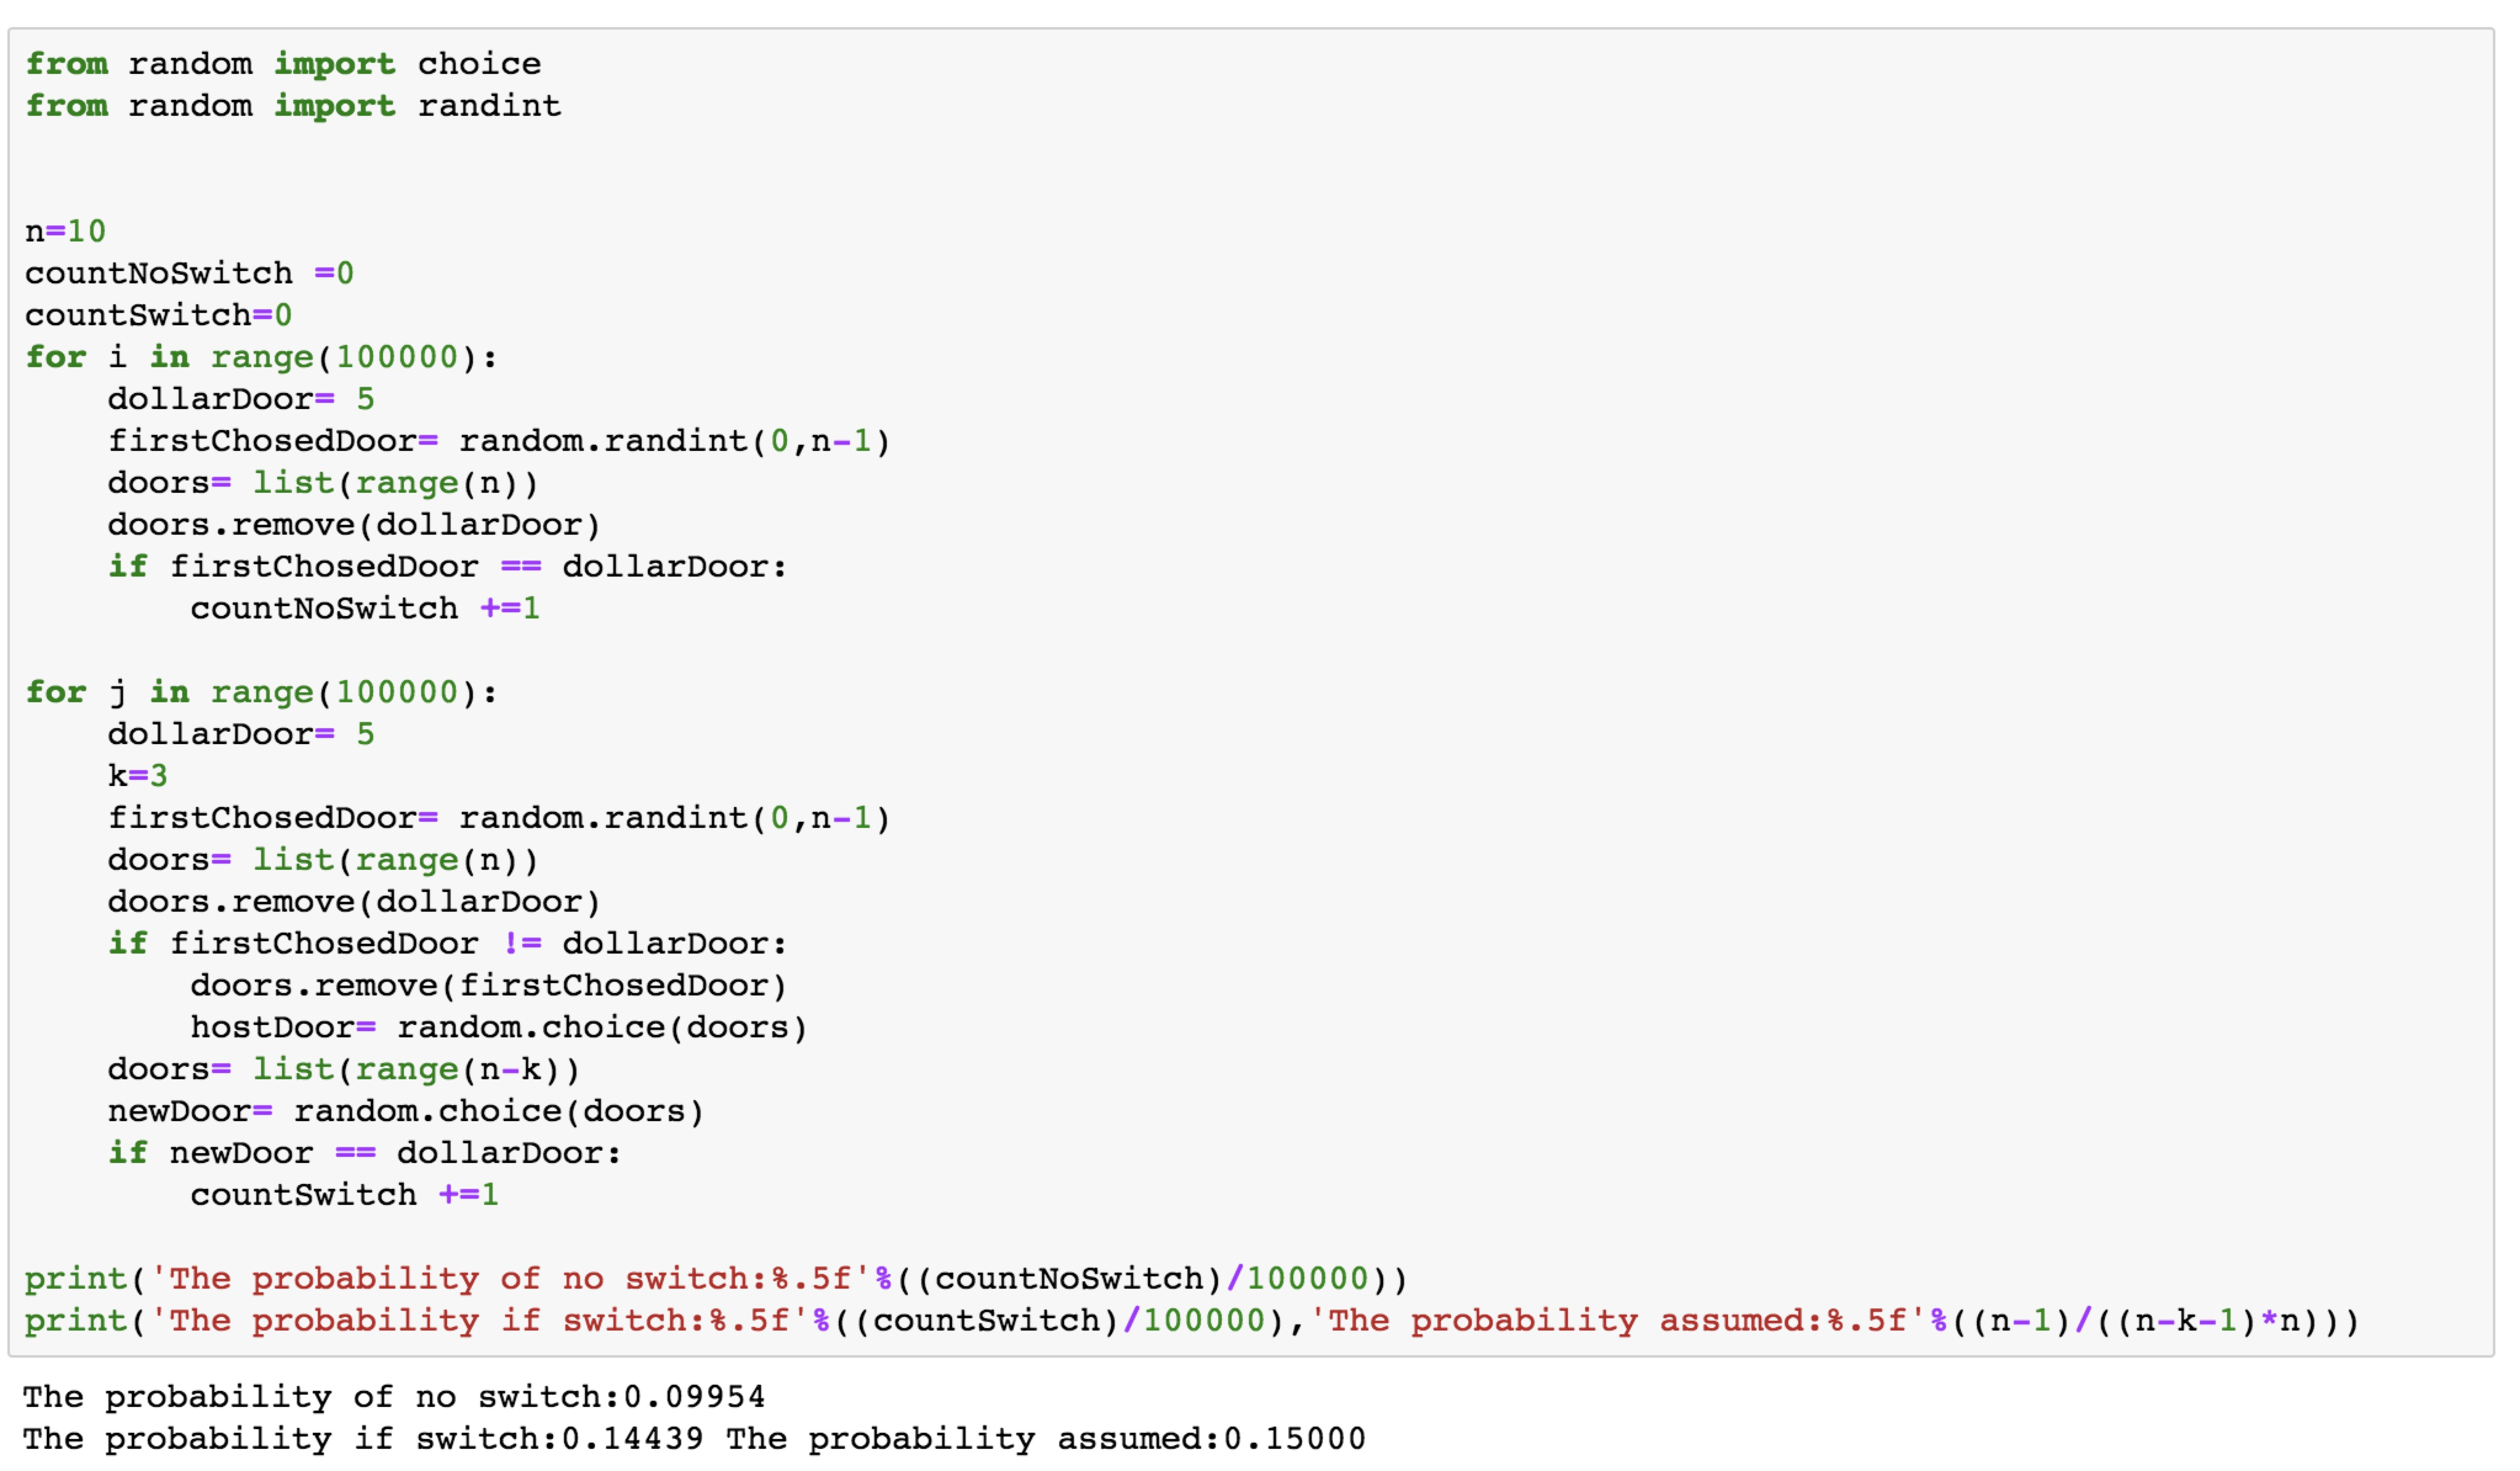 from random import choice
from random import randint
n=10
countNoSwitch =0
countSwitch=0
for i in range(100000):
    dollarDoor= 5
    firstChosedDoor= random.randint(0,n-1)
    doors= list(range(n))
    doors.remove(dollarDoor)
    if firstChosedDoor == dollarDoor:
        countNoSwitch +=1
for j in range(100000):
    dollarDoor= 5
    k=3
    firstChosedDoor= random.randint(0,n-1)
    doors= list(range(n))
    doors.remove(dollarDoor)
    if firstChosedDoor != dollarDoor:
        doors.remove(firstChosedDoor)
        hostDoor= random.choice(doors)
    doors= list(range(n-k))
    newDoor= random.choice(doors)
    if newDoor == dollarDoor:
        countSwitch +=1
print('The probability of no switch:%.5f'%((countNoSwitch)/100000))
print('The probability if switch:%.5f'%((countSwitch)/100000),'The probability assumed:%.5f'%((n-1)/((n-k-1)*n)))
The probability of no switch:0.09954
The probability if switch:0.14439 The probability assumed:0.15000